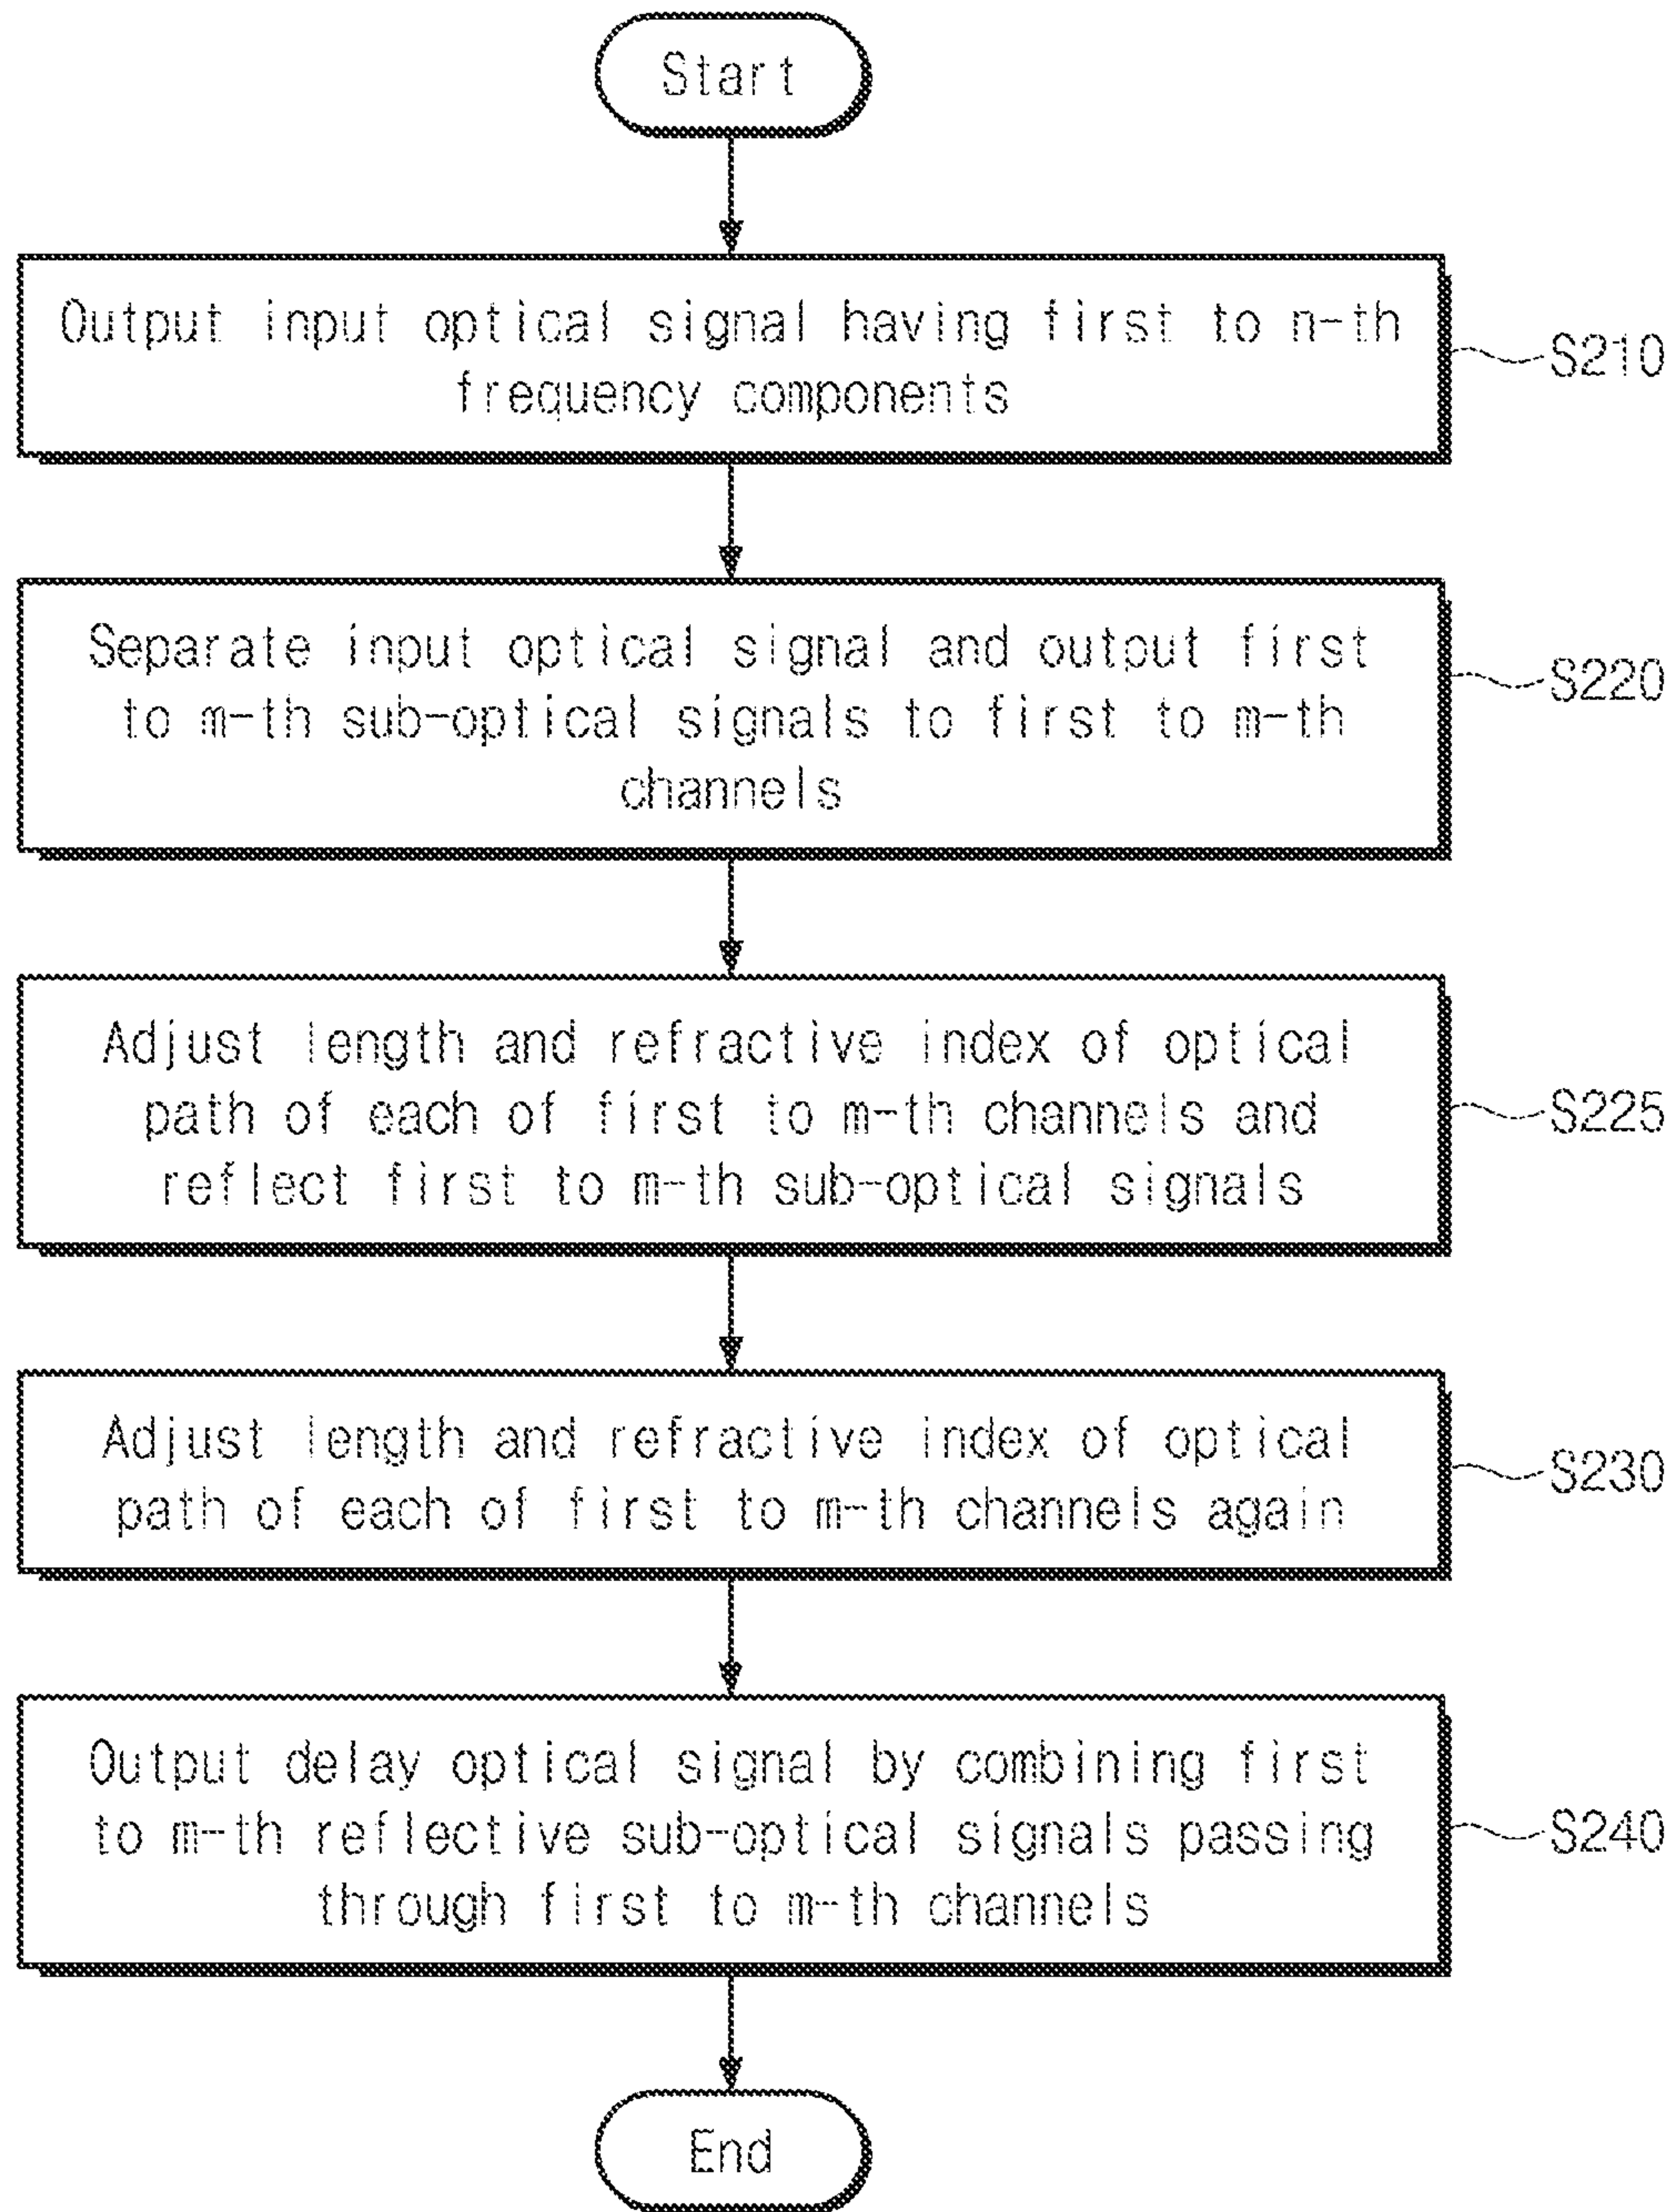 Start
Output input optical signal having first to n-th
frequency components
S210
Separate input optical signal and output first
to m-th sub-optical signals to first to m-th
channels
S220
Adjust length and refractive index of optical
path of each of first to m-th channels and
reflect first to m-th sub-optical signals
S225
Adjust length and refractive index of optical
path of each of first to m-th channels again
S230
Output delay optical signal by combining first
to m-th reflective sub-optical signals passing
through first to m-th channels
S240
End